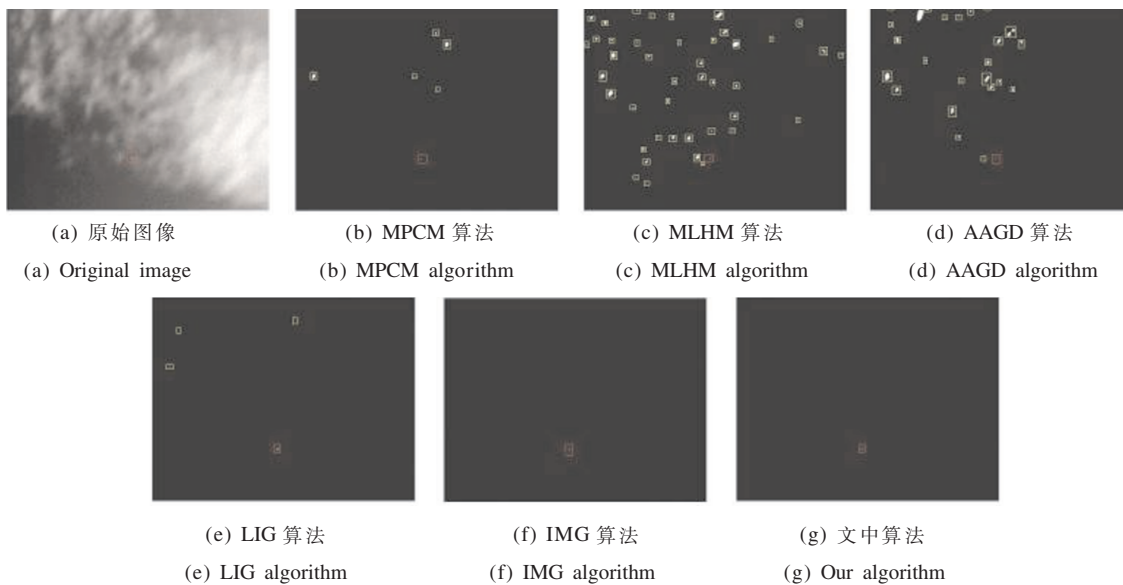 (a) 原始图像 (b) MPCM 算法 (c) MLHM 算法 (d) AAGD 算法
(a) Original image (b) MPCM algorithm (c) MLHM algorithm (d) AAGD algorithm
(e) LIG 算法 (f) IMG 算法 (g) 文中算法
(e) LIG algorithm (f) IMG algorithm (g) Our algorithm